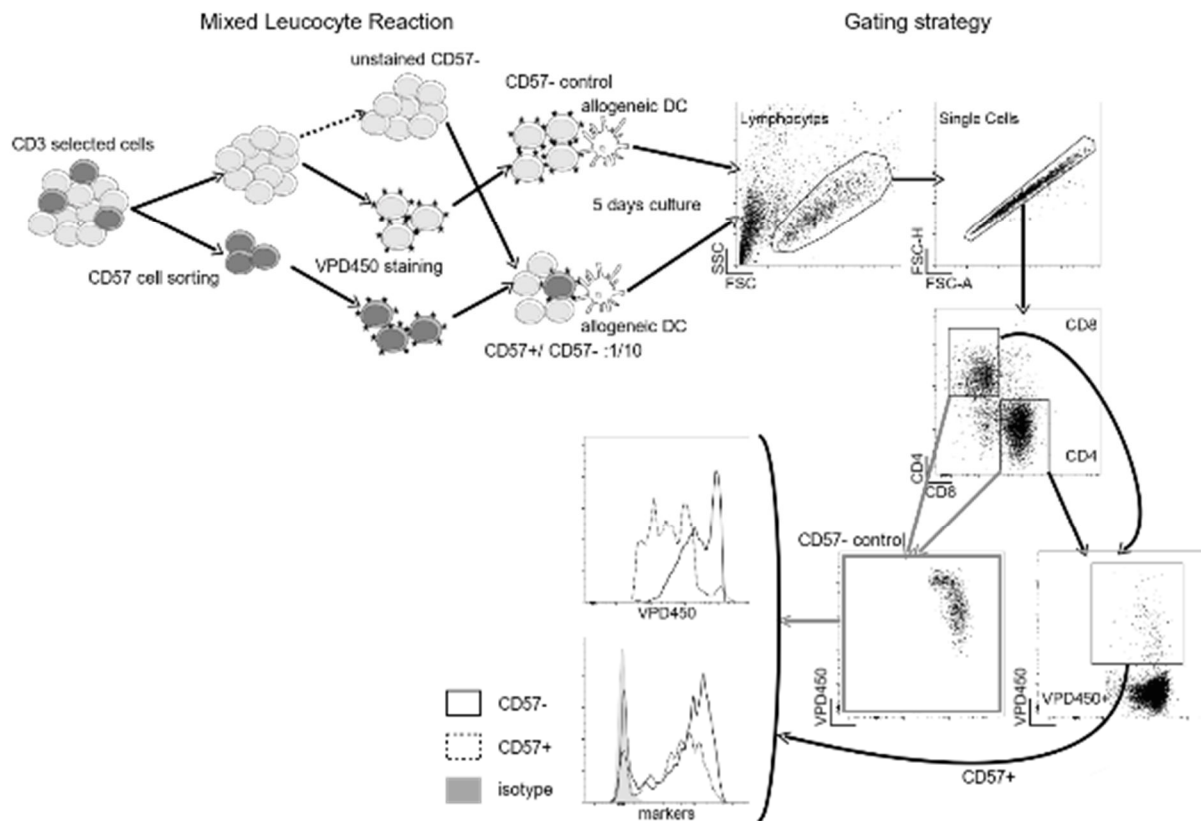 Mixed Leucocyte Reaction
Gating strategy
unstained CD57-
CD57- control
allogeneic DC
CD3 selected cells
Lymphocytes
Single Cells
5 days culture
CD57 cell sorting
VPD450 staining
SSC
FSC
FSC-H
FSC-A
allogeneic DC
CD57+/ CD57- :1/10
CD8
CD4
CD4
CD8
CD57- control
VPD450
VPD450
VPD450
VPD450+
CD57-
CD57+
isotype
markers
CD57+